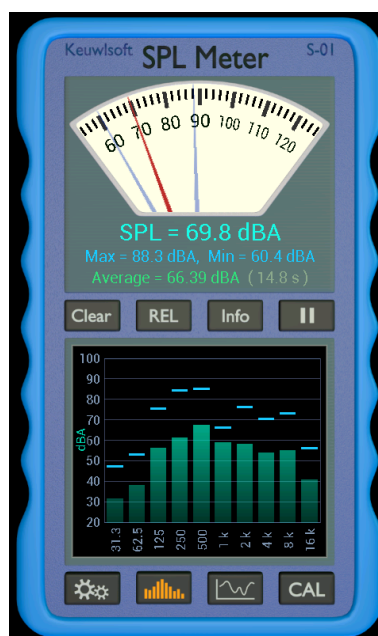 Keuwlsoft SPL Meter S-01
60 70 80 90 100 110 120
SPL = 69.8 dBA
Max = 88.3 dBA, Min = 60.4 dBA
Average = 66.39 dBA (14.8 s)
Clear REL Info
100
90
80
70
60
50
40
30
20
dBA
31.3 62.5 125 250 500 1 k 2 k 4 k 8 k 16 k
CAL